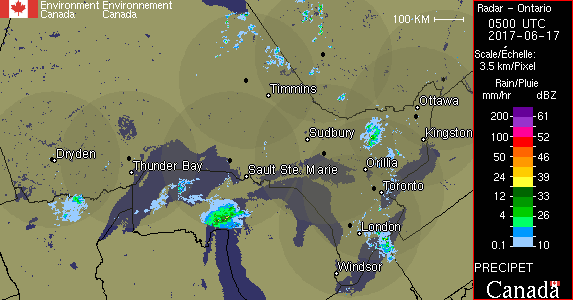 Environment Environnement
Canada Canada
100 KM
Timmins
Ottawa
Sudbury
Kingston
Dryden
Thunder Bay
Sault Ste. Marie
Orillia
Toronto
London
Windsor
Radar - Ontario
0500 UTC
2017-06-17
Scale/Échelle:
3.5 km/Pixel
Rain/Pluie
mm/hr dBZ
200 61
100 52
50 46
24 39
12 33
4 26
0.1 10
PRECIPET
Canada